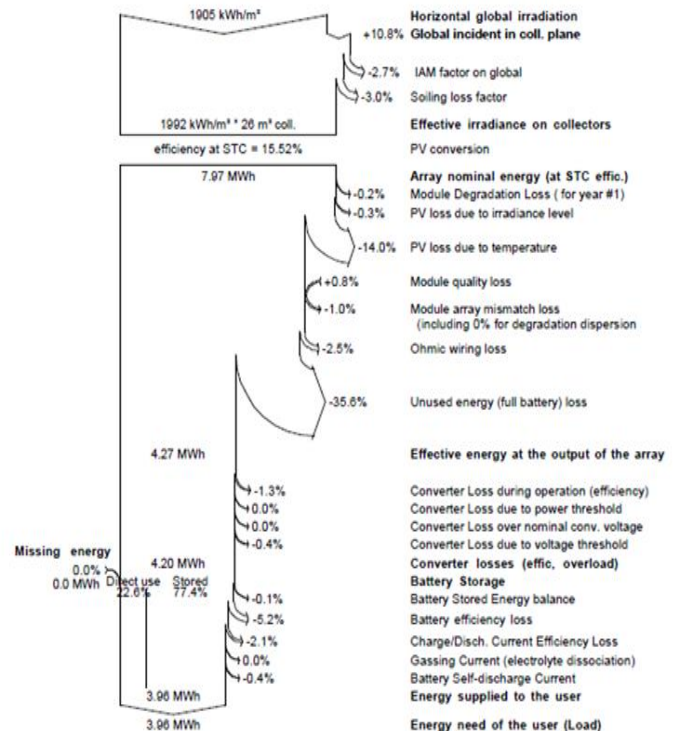 1905 kWh/m² Horizontal global irradiation
+10.8% Global incident in coll. plane
-2.7% IAM factor on global
-3.0% Soiling loss factor
1992 kWh/m² * 26 m² coll. Effective irradiance on collectors
efficiency at STC = 15.52% PV conversion
7.97 MWh Array nominal energy (at STC effic.)
-0.2% Module Degradation Loss ( for year #1)
-0.3% PV loss due to irradiance level
-14.0% PV loss due to temperature
+0.8% Module quality loss
-1.0% Module array mismatch loss
(including 0% for degradation dispersion
-2.5% Ohmic wiring loss
-35.6% Unused energy (full battery) loss
4.27 MWh Effective energy at the output of the array
-1.3% Converter Loss during operation (efficiency)
0.0% Converter Loss due to power threshold
0.0% Converter Loss over nominal conv. voltage
-0.4% Converter Loss due to voltage threshold
Missing energy 4.20 MWh Converter losses (effic, overload)
0.0% Direct use Stored Battery Storage
0.0 MWh 22.6% 77.4%
-0.1% Battery Stored Energy balance
-5.2% Battery efficiency loss
-2.1% Charge/Disch. Current Efficiency Loss
0.0% Gassing Current (electrolyte dissociation)
-0.4% Battery Self-discharge Current
3.96 MWh Energy supplied to the user
3.96 MWh Energy need of the user (Load)